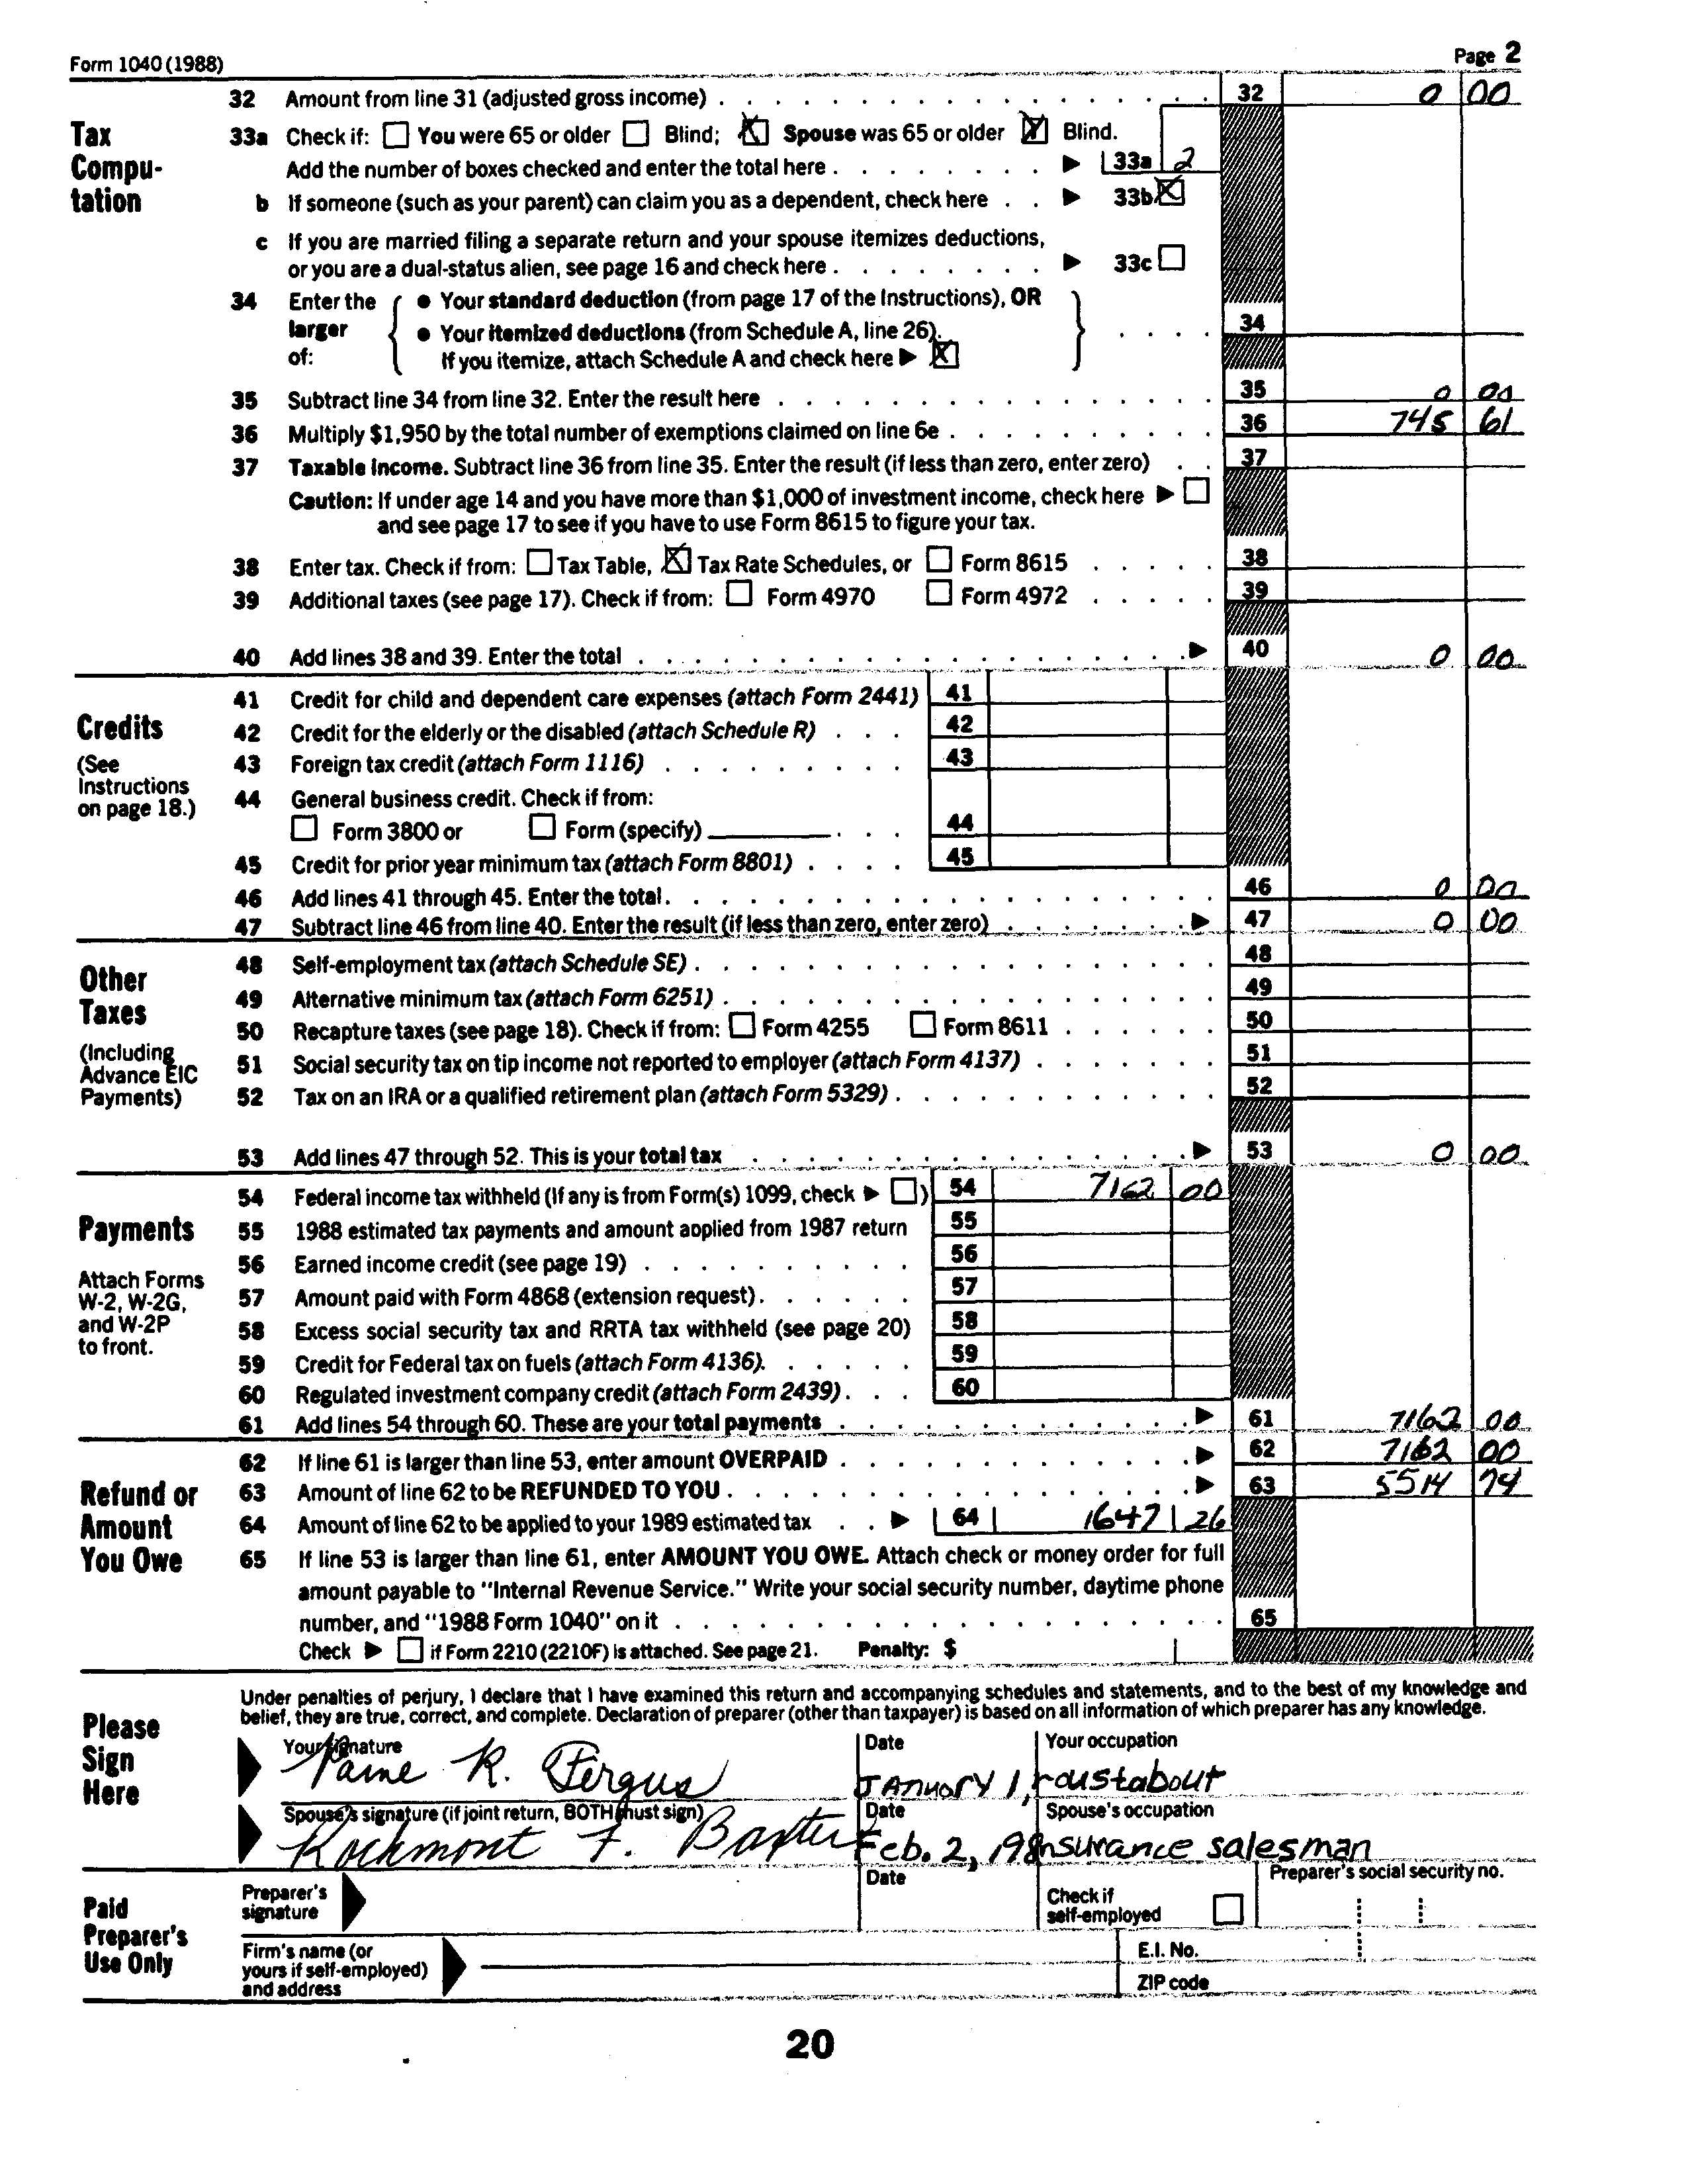 Form 1040 (1988) Page 2
32 Amount from line 31 (adjusted gross income) 32 0 00
Tax Compu- tation
33a Check if: You were 65 or older Blind; Spouse was 65 or older Blind.
Add the number of boxes checked and enter the total here 33a 2
b If someone (such as your parent) can claim you as a dependent, check here 33b
c If you are married filing a separate return and your spouse itemizes deductions,
or you are a dual-status alien, see page 16 and check here 33c
34 Enter the larger of:
• Your standard deduction (from page 17 of the Instructions), OR
• Your itemized deductions (from Schedule A, line 26). 34
If you itemize, attach Schedule A and check here
35 Subtract line 34 from line 32. Enter the result here 35 0 00
36 Multiply $1,950 by the total number of exemptions claimed on line 6e 36 745 61
37 Taxable income. Subtract line 36 from line 35. Enter the result (if less than zero, enter zero) 37
Caution: If under age 14 and you have more than $1,000 of investment income, check here
and see page 17 to see if you have to use Form 8615 to figure your tax.
38 Enter tax. Check if from: Tax Table, Tax Rate Schedules, or Form 8615 38
39 Additional taxes (see page 17). Check if from: Form 4970 Form 4972 39
40 Add lines 38 and 39. Enter the total 40 0 00
Credits
(See Instructions on page 18.)
41 Credit for child and dependent care expenses (attach Form 2441) 41
42 Credit for the elderly or the disabled (attach Schedule R) 42
43 Foreign tax credit (attach Form 1116) 43
44 General business credit. Check if from:
Form 3800 or Form (specify) 44
45 Credit for prior year minimum tax (attach Form 8801) 45
46 Add lines 41 through 45. Enter the total. 46 0 00
47 Subtract line 46 from line 40. Enter the result (if less than zero, enter zero) 47 0 00
Other Taxes
(Including Advance EIC Payments)
48 Self-employment tax (attach Schedule SE) 48
49 Alternative minimum tax (attach Form 6251) 49
50 Recapture taxes (see page 18). Check if from: Form 4255 Form 8611 50
51 Social security tax on tip income not reported to employer (attach Form 4137) 51
52 Tax on an IRA or a qualified retirement plan (attach Form 5329) 52
53 Add lines 47 through 52. This is your total tax 53 0 00
Payments
Attach Forms W-2, W-2G, and W-2P to front.
54 Federal income tax withheld (If any is from Form(s) 1099, check ) 54 7162 00
55 1988 estimated tax payments and amount applied from 1987 return 55
56 Earned income credit (see page 19) 56
57 Amount paid with Form 4868 (extension request) 57
58 Excess social security tax and RRTA tax withheld (see page 20) 58
59 Credit for Federal tax on fuels (attach Form 4136). 59
60 Regulated investment company credit (attach Form 2439) 60
61 Add lines 54 through 60. These are your total payments 61 7162 00
Refund or Amount You Owe
62 If line 61 is larger than line 53, enter amount OVERPAID 62 7162 00
63 Amount of line 62 to be REFUNDED TO YOU 63 5514 74
64 Amount of line 62 to be applied to your 1989 estimated tax 64 1647 26
65 If line 53 is larger than line 61, enter AMOUNT YOU OWE. Attach check or money order for full
amount payable to "Internal Revenue Service." Write your social security number, daytime phone
number, and "1988 Form 1040" on it 65
Check if Form 2210 (2210F) is attached. See page 21. Penalty: $
Please Sign Here
Under penalties of perjury, I declare that I have examined this return and accompanying schedules and statements, and to the best of my knowledge and
belief, they are true, correct, and complete. Declaration of preparer (other than taxpayer) is based on all information of which preparer has any knowledge.
Your signature Date Your occupation
Paine R. Fergus January 1, roustabout
Spouse's signature (if joint return, BOTH must sign) Date Spouse's occupation
Rockmont F. Baxter Feb. 2, 198 insurance salesman
Paid Preparer's Use Only
Preparer's signature Date Check if self-employed Preparer's social security no.
Firm's name (or yours if self-employed) and address E.I. No.
ZIP code
20